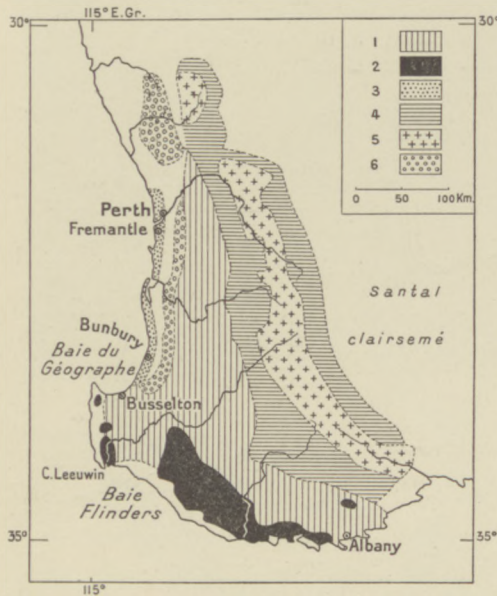 115° E.Gr.
30°
30°
1
2
3
4
5
6
0 50 100 Km.
Perth
Fremantle
Santal
clairsemé
Bunbury
Baie du
Géographe
Busselton
C. Leeuwin
Baie
Flinders
Albany
35°
35°
115°